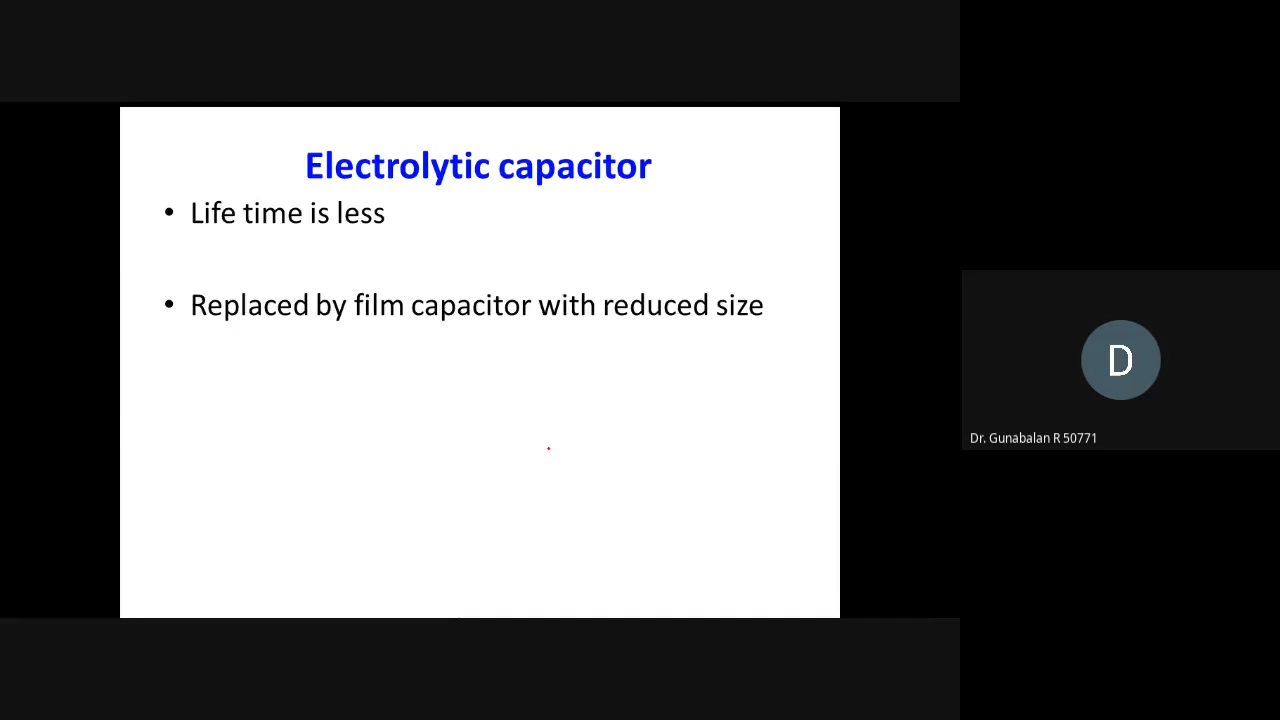 Electrolytic capacitor
• Life time is less
• Replaced by film capacitor with reduced size
D
Dr. Gunabalan R 50771